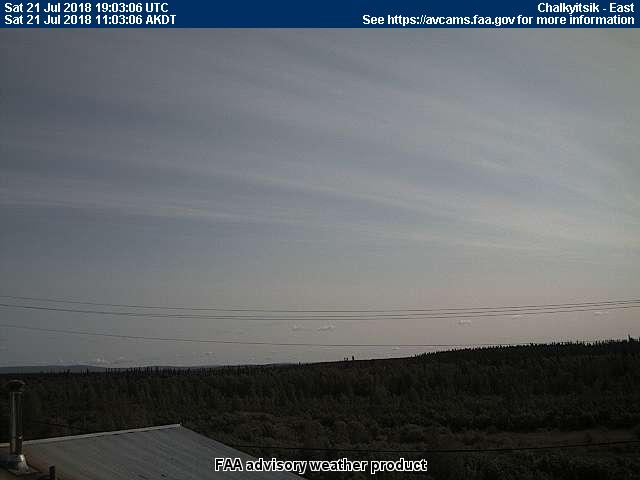 Sat 21 Jul 2018 19:03:06 UTC
Chalkyitsik - East
Sat 21 Jul 2018 11:03:06 AKDT
See https://avcams.faa.gov for more information
FAA advisory weather product